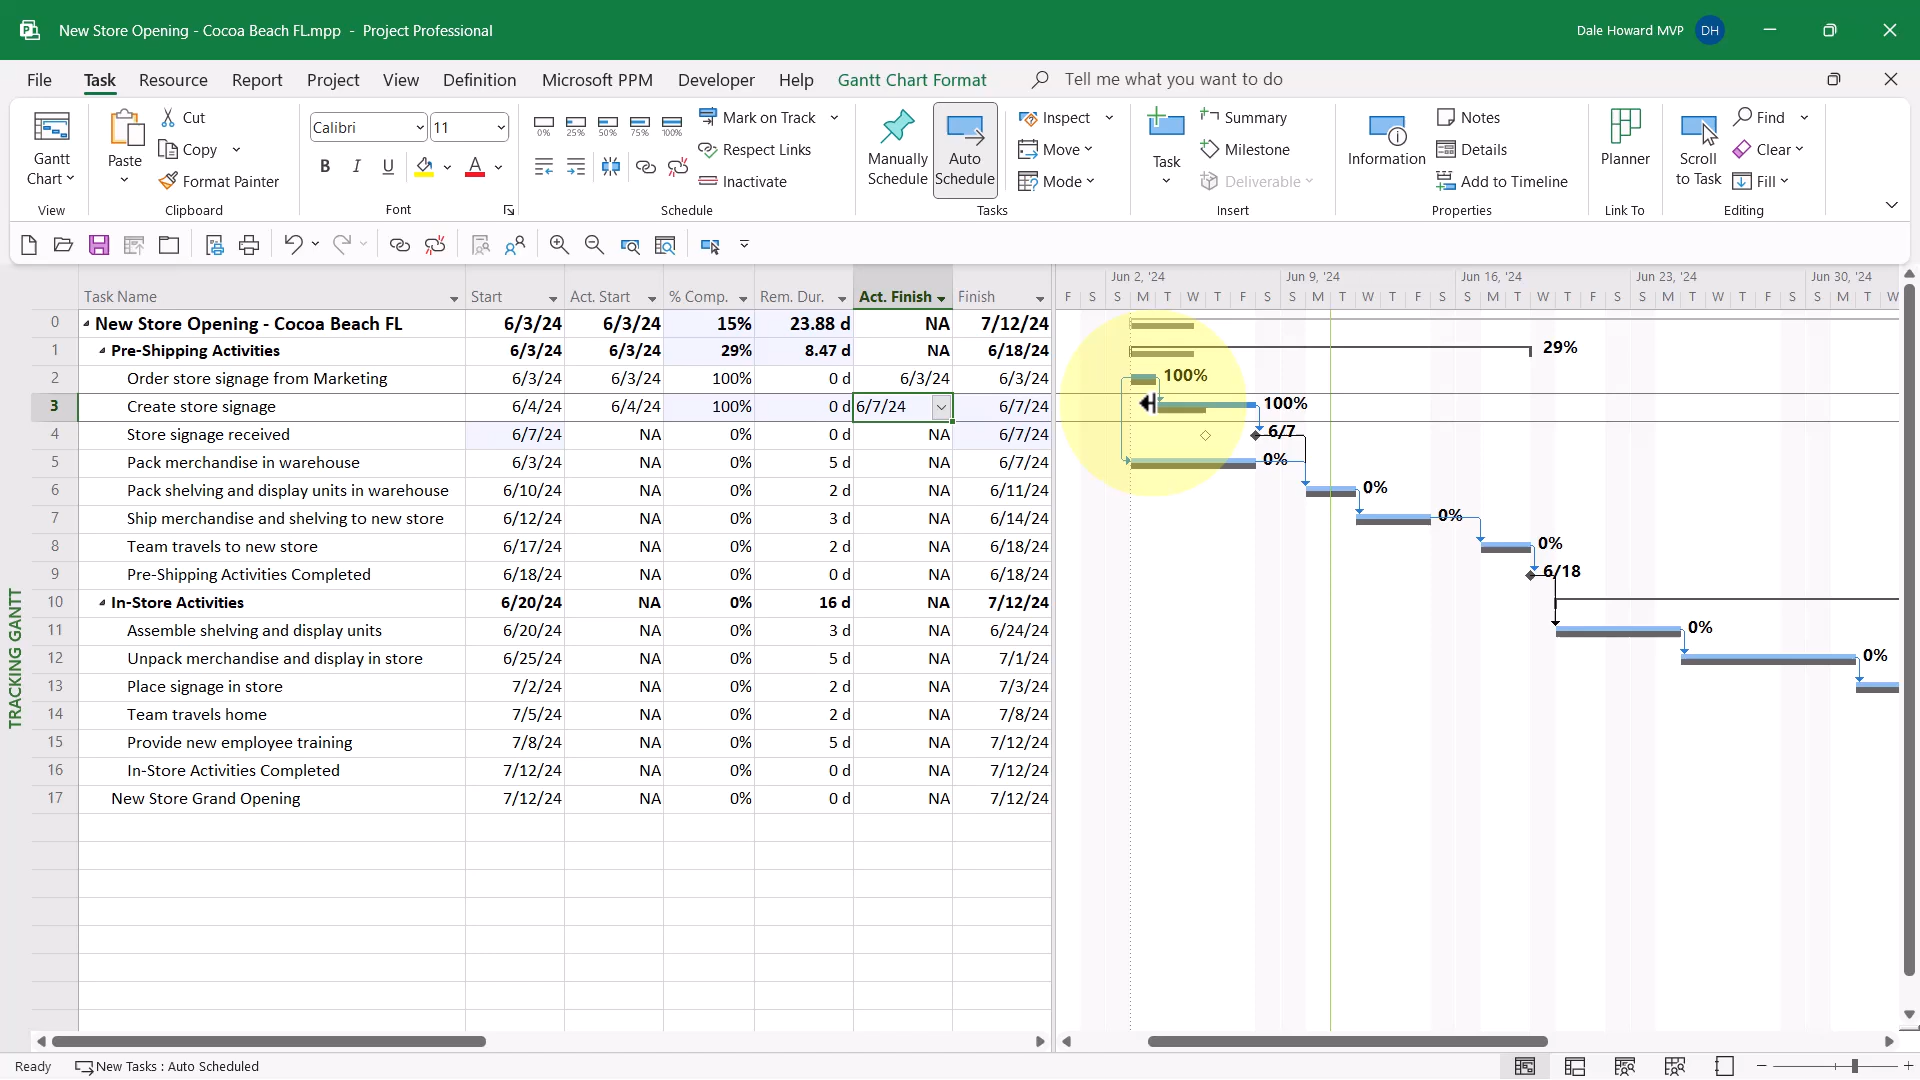 New Store Opening - Cocoa Beach FL.mpp - Project Professional
Dale Howard MVP DH
File Task Resource Report Project View Definition Microsoft PPM Developer Help Gantt Chart Format Tell me what you want to do
Gantt Chart
Paste
Cut
Copy
Format Painter
Calibri 11
B I U A
0% 25% 50% 75% 100%
Mark on Track
Respect Links
Inactivate
Manually Schedule
Auto Schedule
Inspect
Move
Mode
Task
Summary
Milestone
Deliverable
Information
Notes
Details
Add to Timeline
Planner
Scroll to Task
Find
Clear
Fill
View Clipboard Font Schedule Tasks Insert Properties Link To Editing
Jun 2, '24 Jun 9, '24 Jun 16, '24 Jun 23, '24 Jun 30, '24
Task Name Start Act. Start % Comp. Rem. Dur. Act. Finish Finish
F S S M T W T F S S M T W T F S S M T W T F S S M T W T F S S M T W
0 New Store Opening - Cocoa Beach FL 6/3/24 6/3/24 15% 23.88 d NA 7/12/24
1 Pre-Shipping Activities 6/3/24 6/3/24 29% 8.47 d NA 6/18/24 29%
2 Order store signage from Marketing 6/3/24 6/3/24 100% 0 d 6/3/24 6/3/24 100%
3 Create store signage 6/4/24 6/4/24 100% 0 d 6/7/24 6/7/24 100%
4 Store signage received 6/7/24 NA 0% 0 d NA 6/7/24 6/7
5 Pack merchandise in warehouse 6/3/24 NA 0% 5 d NA 6/7/24 0%
6 Pack shelving and display units in warehouse 6/10/24 NA 0% 2 d NA 6/11/24 0%
7 Ship merchandise and shelving to new store 6/12/24 NA 0% 3 d NA 6/14/24 0%
8 Team travels to new store 6/17/24 NA 0% 2 d NA 6/18/24 0%
9 Pre-Shipping Activities Completed 6/18/24 NA 0% 0 d NA 6/18/24 6/18
10 In-Store Activities 6/20/24 NA 0% 16 d NA 7/12/24
11 Assemble shelving and display units 6/20/24 NA 0% 3 d NA 6/24/24 0%
12 Unpack merchandise and display in store 6/25/24 NA 0% 5 d NA 7/1/24 0%
13 Place signage in store 7/2/24 NA 0% 2 d NA 7/3/24
14 Team travels home 7/5/24 NA 0% 2 d NA 7/8/24
15 Provide new employee training 7/8/24 NA 0% 5 d NA 7/12/24
16 In-Store Activities Completed 7/12/24 NA 0% 0 d NA 7/12/24
17 New Store Grand Opening 7/12/24 NA 0% 0 d NA 7/12/24
TRACKING GANTT
Ready New Tasks : Auto Scheduled